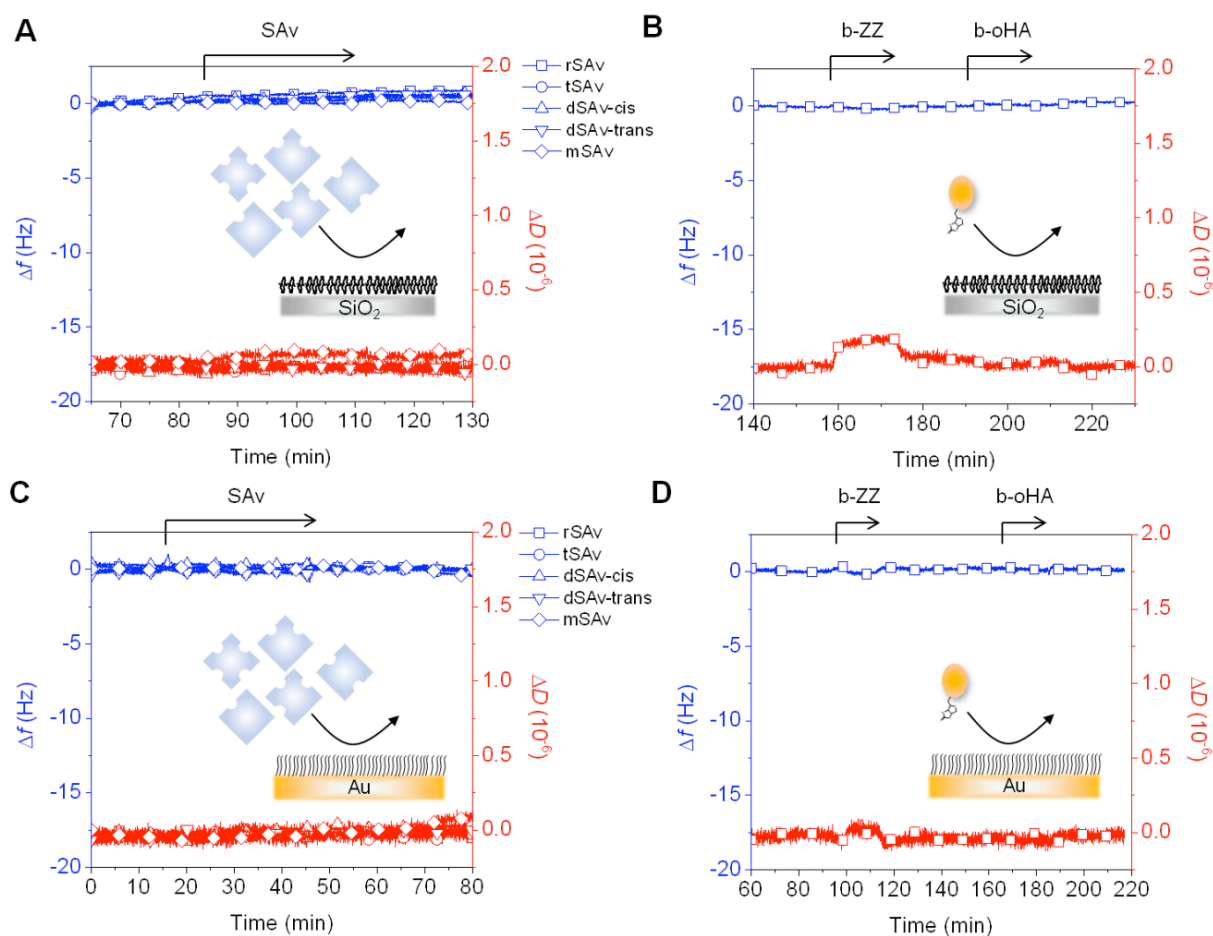 A
SAv
rSAv
tSAv
dSAv-cis
dSAv-trans
mSAv
0
-5
-10
-15
-20
Δf (Hz)
2.0
1.5
1.0
0.5
0.0
ΔD (10-6)
SiO2
70 80 90 100 110 120 130
Time (min)
B
b-ZZ b-oHA
0
-5
-10
-15
-20
Δf (Hz)
2.0
1.5
1.0
0.5
0.0
ΔD (10-6)
SiO2
140 160 180 200 220
Time (min)
C
SAv
rSAv
tSAv
dSAv-cis
dSAv-trans
mSAv
0
-5
-10
-15
-20
Δf (Hz)
2.0
1.5
1.0
0.5
0.0
ΔD (10-6)
Au
0 10 20 30 40 50 60 70 80
Time (min)
D
b-ZZ b-oHA
0
-5
-10
-15
-20
Δf (Hz)
2.0
1.5
1.0
0.5
0.0
ΔD (10-6)
Au
60 80 100 120 140 160 180 200 220
Time (min)